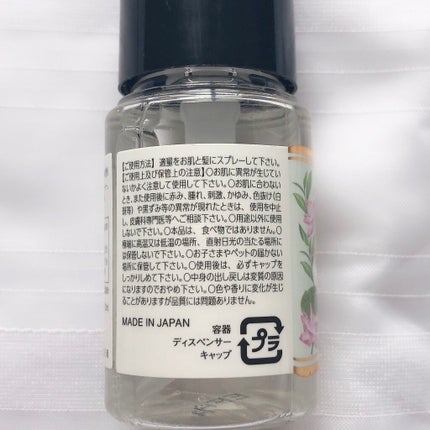 【ご使用方法】 適量をお肌と髪にスプレーして下さい。
【ご使用上及び保管上の注意】〇お肌に異常が生じてい
ないかよく注意して使用して下さい。〇お肌に合わない
とき、また使用後に赤み、腫れ、刺激、かゆみ、色抜け(白
斑等) や黒ずみ等の異常が現れたときは、使用を中止
し、皮膚科専門医等へご相談下さい。〇用途以外に使用
しないで下さい。〇本品は、食べ物ではありません。〇
極端に高温又は低温の場所、直射日光の当たる場所に
は保管しないで下さい。〇お子さまやペットの届かない
場所に保管して下さい。〇使用後は、必ずキャップを
しっかりしめて下さい。〇中身の出し戻しは変質の原因
になりますのでおやめ下さい。〇色や香りに変化が生じ
ることがありますが品質には問題ありません。
MADE IN JAPAN
容器
ディスペンサー
キャップ
プラ